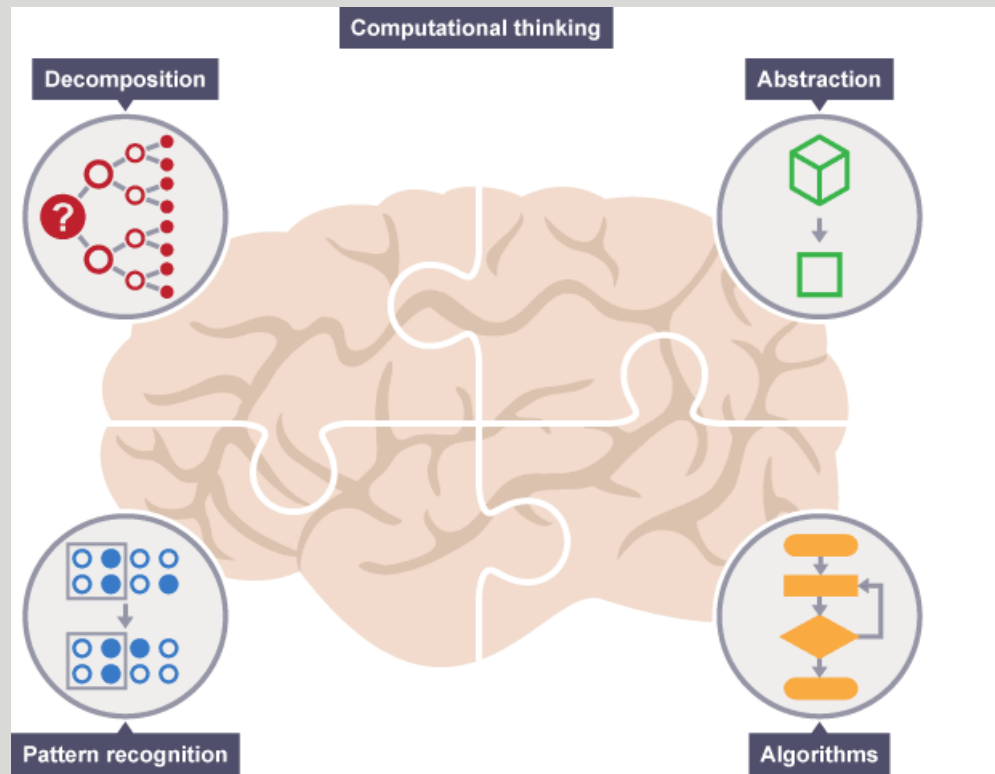 Computational thinking
Decomposition
Abstraction
?
Pattern recognition
Algorithms